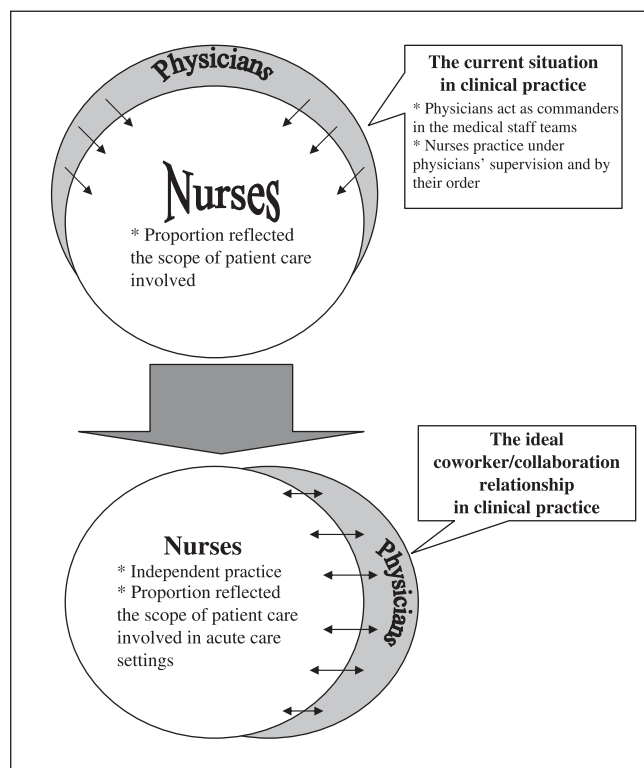 Physicians
The current situation
in clinical practice
* Physicians act as commanders
in the medical staff teams
* Nurses practice under
physicians' supervision and by
their order
Nurses
* Proportion reflected
the scope of patient care
involved
The ideal
coworker/collaboration
relationship
in clinical practice
Nurses
* Independent practice
* Proportion reflected
the scope of patient care
involved in acute care
settings
Physicians